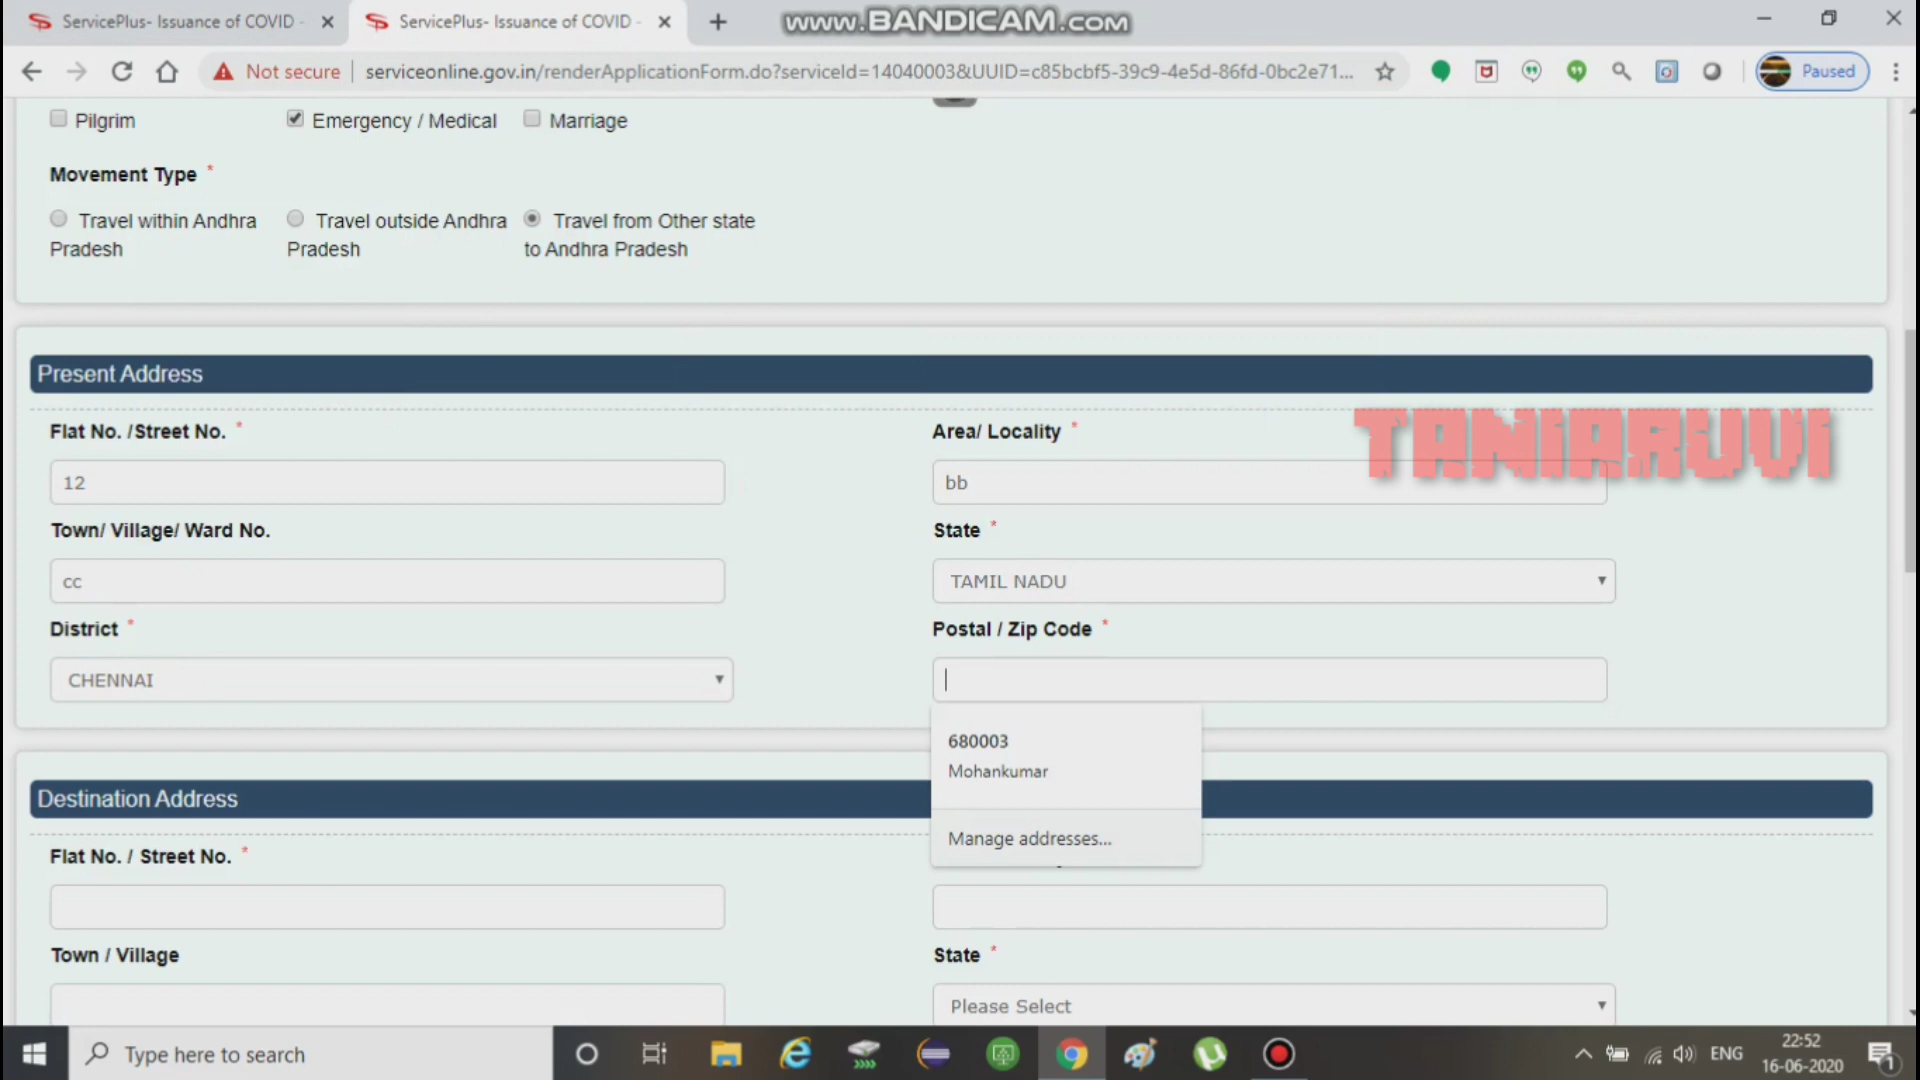 ServicePlus- Issuance of COVID -
ServicePlus- Issuance of COVID -
www.BANDICAM.com
Not secure
serviceonline.gov.in/renderApplicationForm.do?serviceId=14040003&UUID=c85bcbf5-39c9-4e5d-86fd-0bc2e71...
Paused
Pilgrim
Emergency / Medical
Marriage
Movement Type *
Travel within Andhra Pradesh
Travel outside Andhra Pradesh
Travel from Other state to Andhra Pradesh
Present Address
TANIARUVI
Flat No. /Street No. *
Area/ Locality *
12
bb
Town/ Village/ Ward No.
State *
cc
TAMIL NADU
District *
Postal / Zip Code *
CHENNAI
680003
Mohankumar
Manage addresses...
Destination Address
Flat No. / Street No. *
Town / Village
State *
Please Select
Type here to search
ENG
22:52
16-06-2020
1